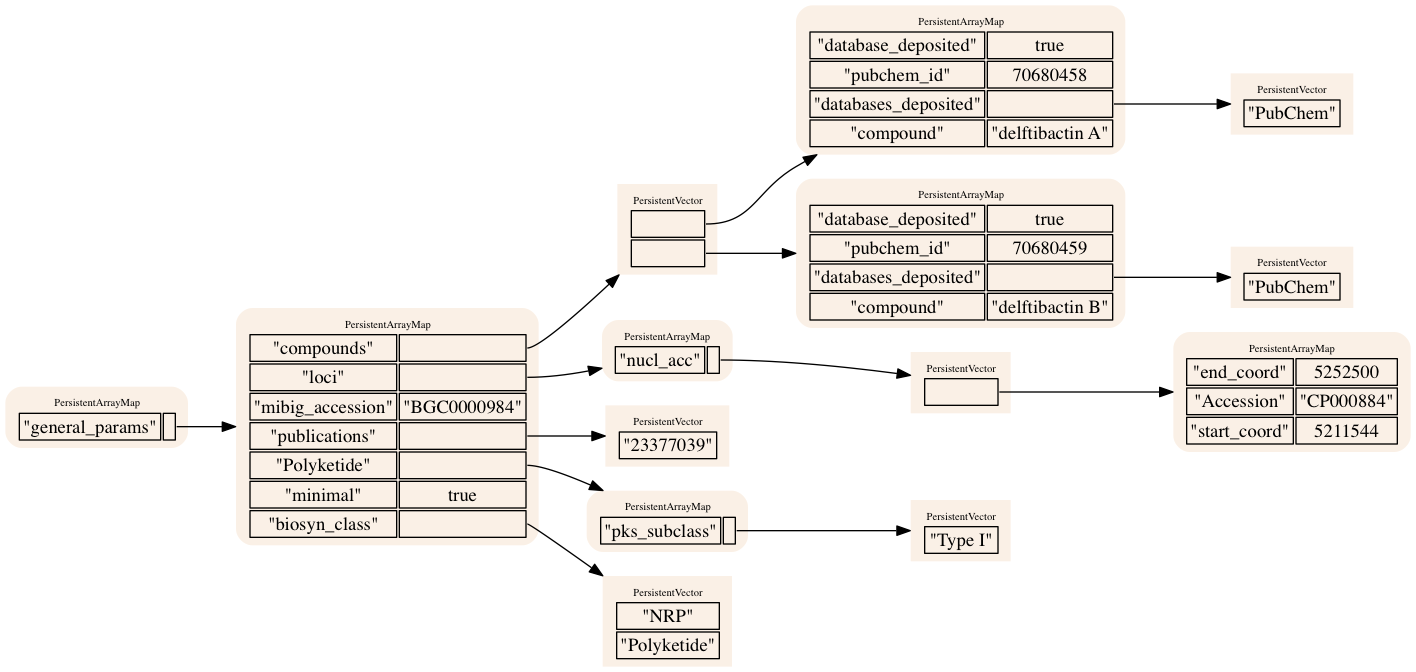 PersistentArrayMap
"general_params"
PersistentArrayMap
"compounds"
"loci"
"mibig_accession" "BGC0000984"
"publications"
"Polyketide"
"minimal" true
"biosyn_class"
PersistentVector
PersistentArrayMap
"database_deposited" true
"pubchem_id" 70680458
"databases_deposited"
"compound" "delftibactin A"
PersistentVector
"PubChem"
PersistentArrayMap
"database_deposited" true
"pubchem_id" 70680459
"databases_deposited"
"compound" "delftibactin B"
PersistentVector
"PubChem"
PersistentArrayMap
"nucl_acc"
PersistentVector
PersistentArrayMap
"end_coord" 5252500
"Accession" "CP000884"
"start_coord" 5211544
PersistentVector
"23377039"
PersistentArrayMap
"pks_subclass"
PersistentVector
"Type I"
PersistentVector
"NRP"
"Polyketide"